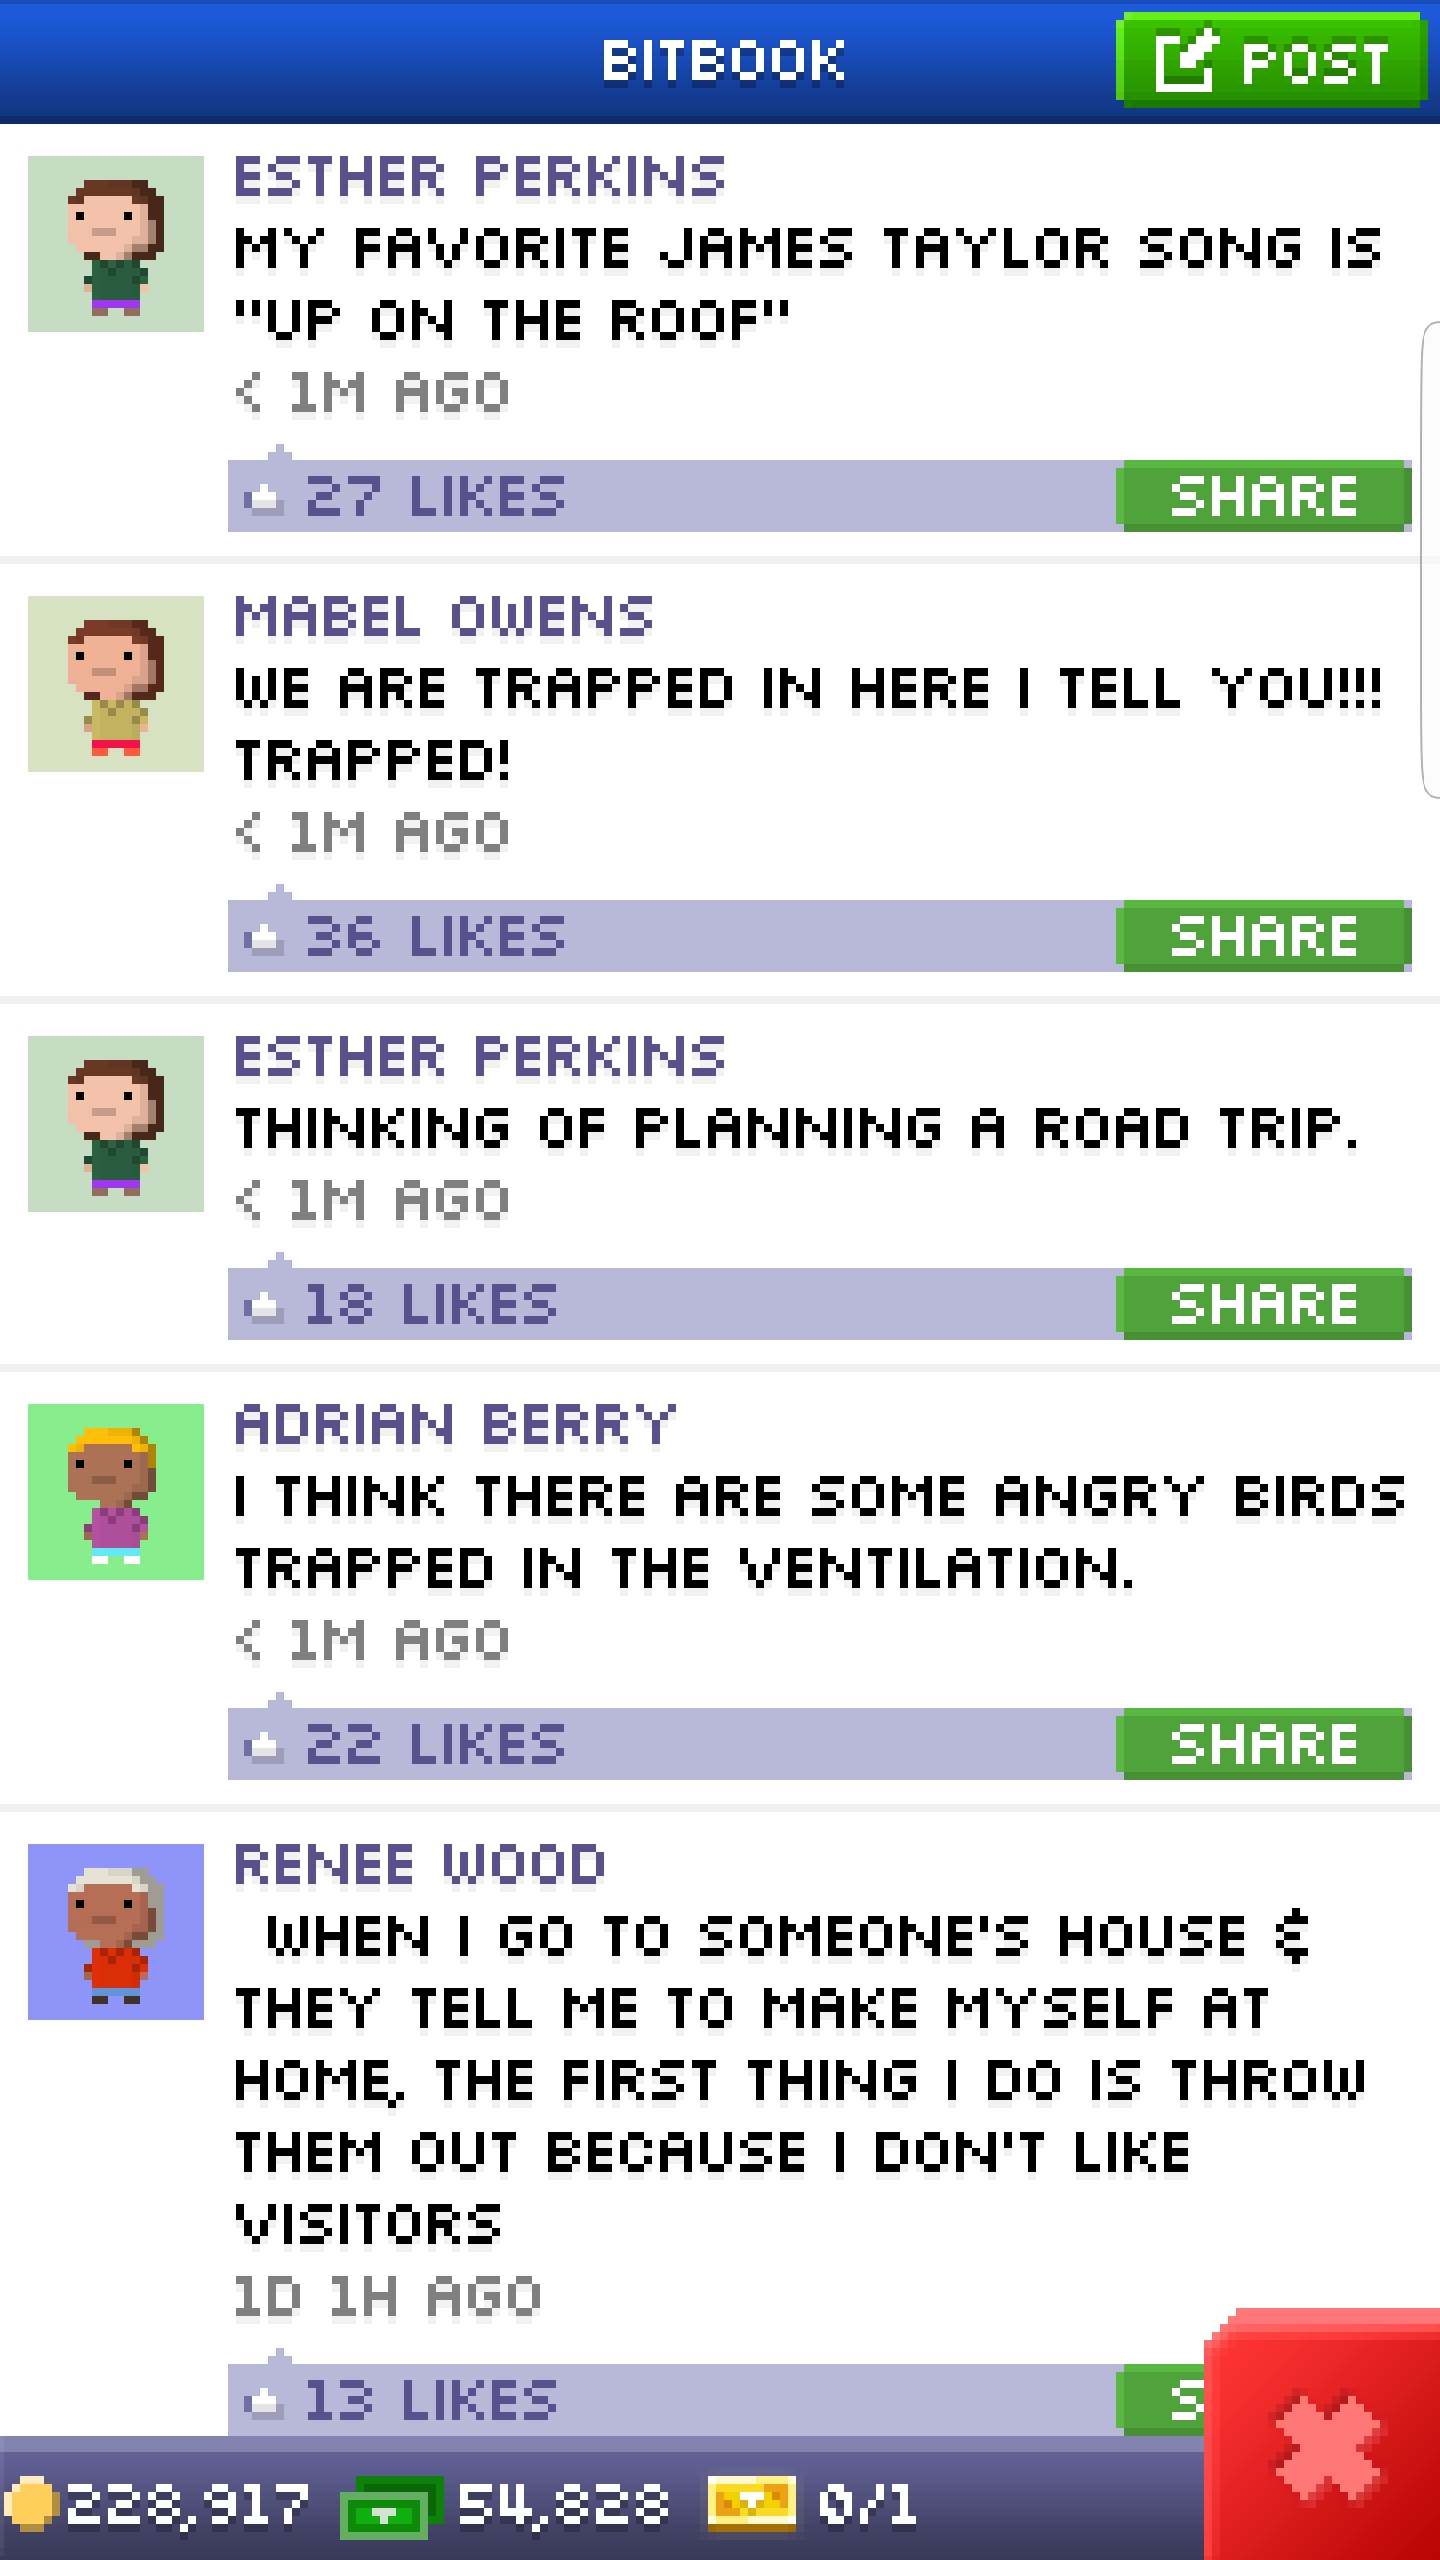 BITBOOK
POST
ESTHER PERKINS
MY FAVORITE JAMES TAYLOR SONG IS
"UP ON THE ROOF"
< 1M AGO
27 LIKES
SHARE
MABEL OWENS
WE ARE TRAPPED IN HERE I TELL YOU!!!
TRAPPED!
< 1M AGO
36 LIKES
SHARE
ESTHER PERKINS
THINKING OF PLANNING A ROAD TRIP.
< 1M AGO
18 LIKES
SHARE
ADRIAN BERRY
I THINK THERE ARE SOME ANGRY BIRDS
TRAPPED IN THE VENTILATION.
< 1M AGO
22 LIKES
SHARE
RENEE WOOD
WHEN I GO TO SOMEONE'S HOUSE &
THEY TELL ME TO MAKE MYSELF AT
HOME, THE FIRST THING I DO IS THROW
THEM OUT BECAUSE I DON'T LIKE
VISITORS
1D 1H AGO
13 LIKES
S
228,917
54,828
0/1